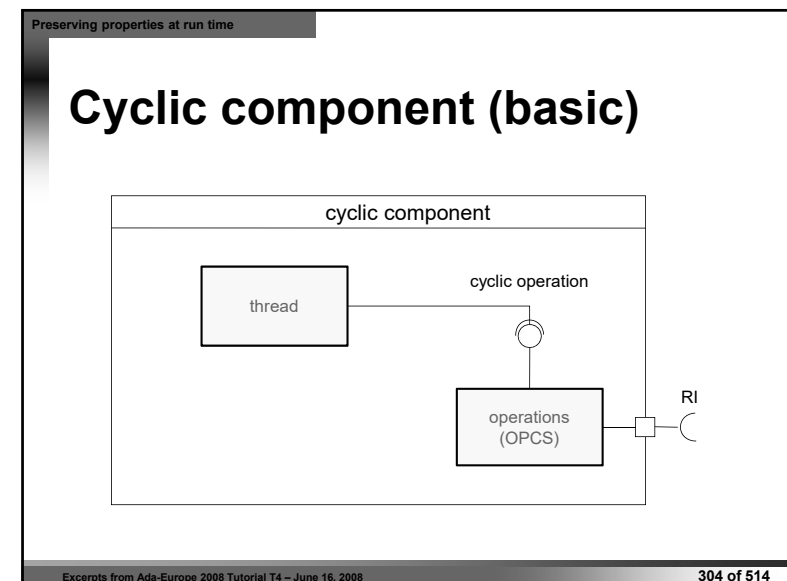 Preserving properties at run time
Cyclic component (basic)
cyclic component
thread
cyclic operation
operations
(OPCS)
RI
Excerpts from Ada-Europe 2008 Tutorial T4 – June 16, 2008
304 of 514